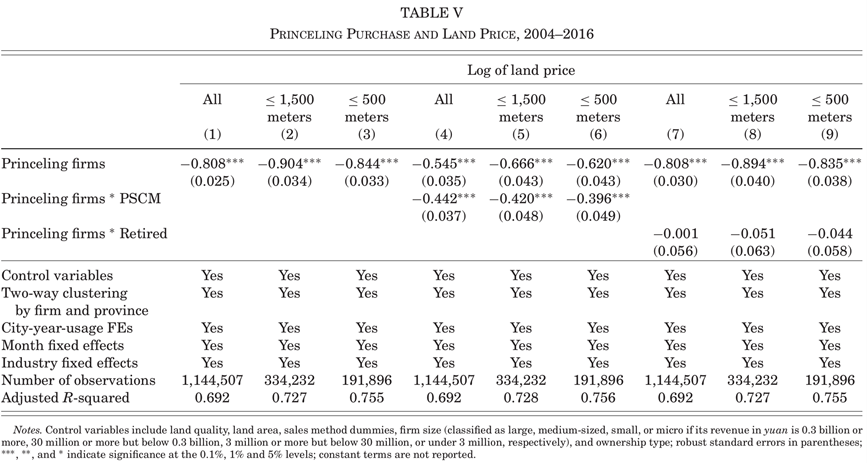 TABLE V
PRINCELING PURCHASE AND LAND PRICE, 2004–2016
Log of land price
All ≤ 1,500 meters ≤ 500 meters All ≤ 1,500 meters ≤ 500 meters All ≤ 1,500 meters ≤ 500 meters
(1) (2) (3) (4) (5) (6) (7) (8) (9)
Princeling firms −0.808*** −0.904*** −0.844*** −0.545*** −0.666*** −0.620*** −0.808*** −0.894*** −0.835***
(0.025) (0.034) (0.033) (0.035) (0.043) (0.043) (0.030) (0.040) (0.038)
Princeling firms * PSCM −0.442*** −0.420*** −0.396***
(0.037) (0.048) (0.049)
Princeling firms * Retired −0.001 −0.051 −0.044
(0.056) (0.063) (0.058)
Control variables Yes Yes Yes Yes Yes Yes Yes Yes Yes
Two-way clustering Yes Yes Yes Yes Yes Yes Yes Yes Yes
by firm and province
City-year-usage FEs Yes Yes Yes Yes Yes Yes Yes Yes Yes
Month fixed effects Yes Yes Yes Yes Yes Yes Yes Yes Yes
Industry fixed effects Yes Yes Yes Yes Yes Yes Yes Yes Yes
Number of observations 1,144,507 334,232 191,896 1,144,507 334,232 191,896 1,144,507 334,232 191,896
Adjusted R-squared 0.692 0.727 0.755 0.692 0.728 0.756 0.692 0.727 0.755
Notes. Control variables include land quality, land area, sales method dummies, firm size (classified as large, medium-sized, small, or micro if its revenue in yuan is 0.3 billion or
more, 30 million or more but below 0.3 billion, 3 million or more but below 30 million, or under 3 million, respectively), and ownership type; robust standard errors in parentheses;
***, **, and * indicate significance at the 0.1%, 1% and 5% levels; constant terms are not reported.